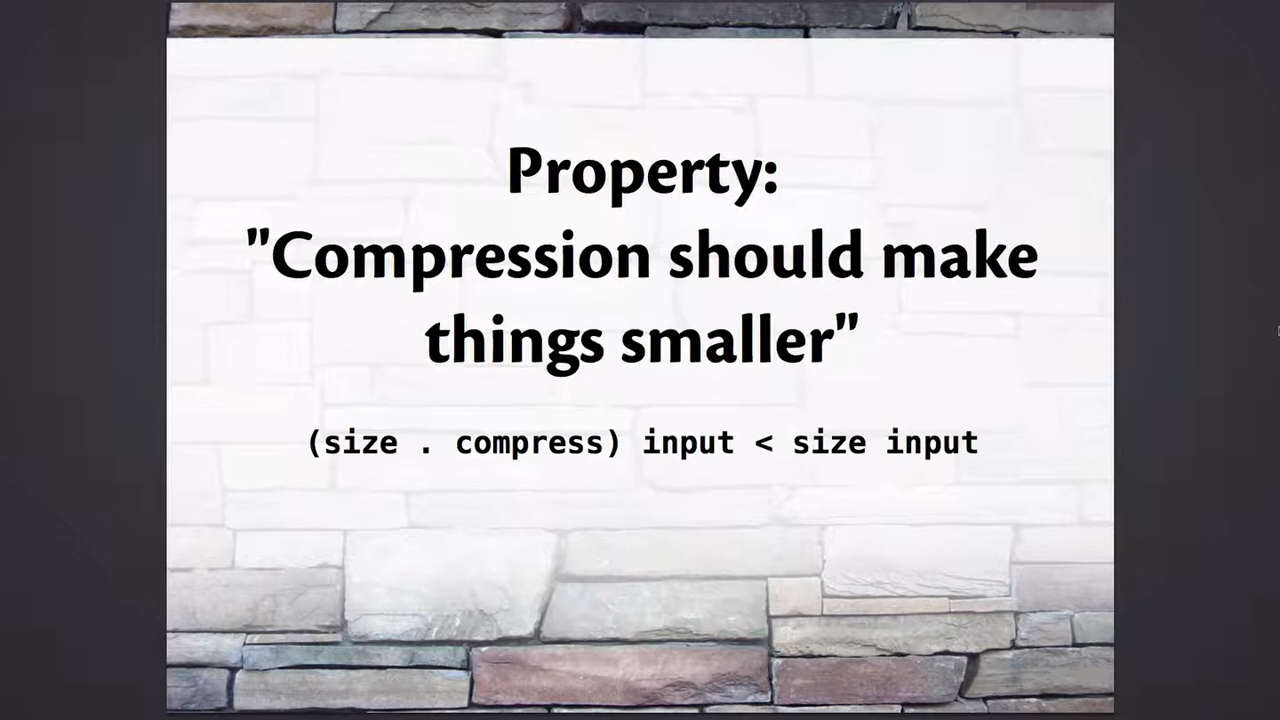 Property:
"Compression should make
things smaller"
(size . compress) input < size input